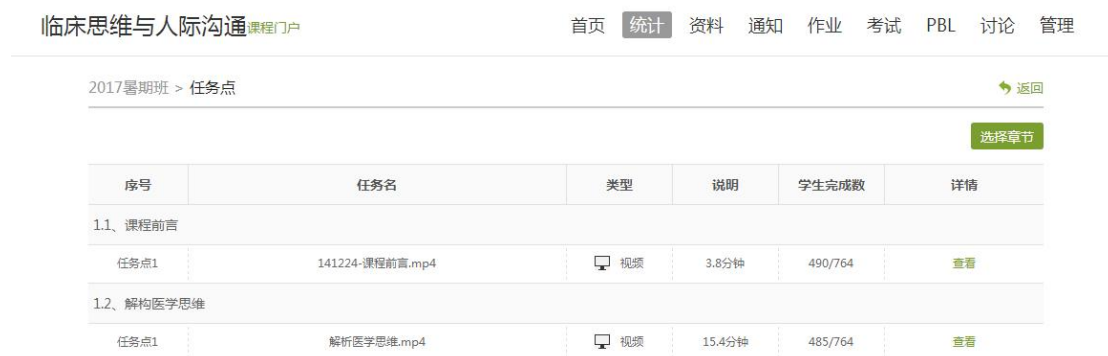 临床思维与人际沟通课程门户 首页 统计 资料 通知 作业 考试 PBL 讨论 管理
2017暑期班 > 任务点 返回
选择章节
序号 任务名 类型 说明 学生完成数 详情
1.1、课程前言
任务点1 141224-课程前言.mp4 视频 3.8分钟 490/764 查看
1.2、解构医学思维
任务点1 解析医学思维.mp4 视频 15.4分钟 485/764 查看